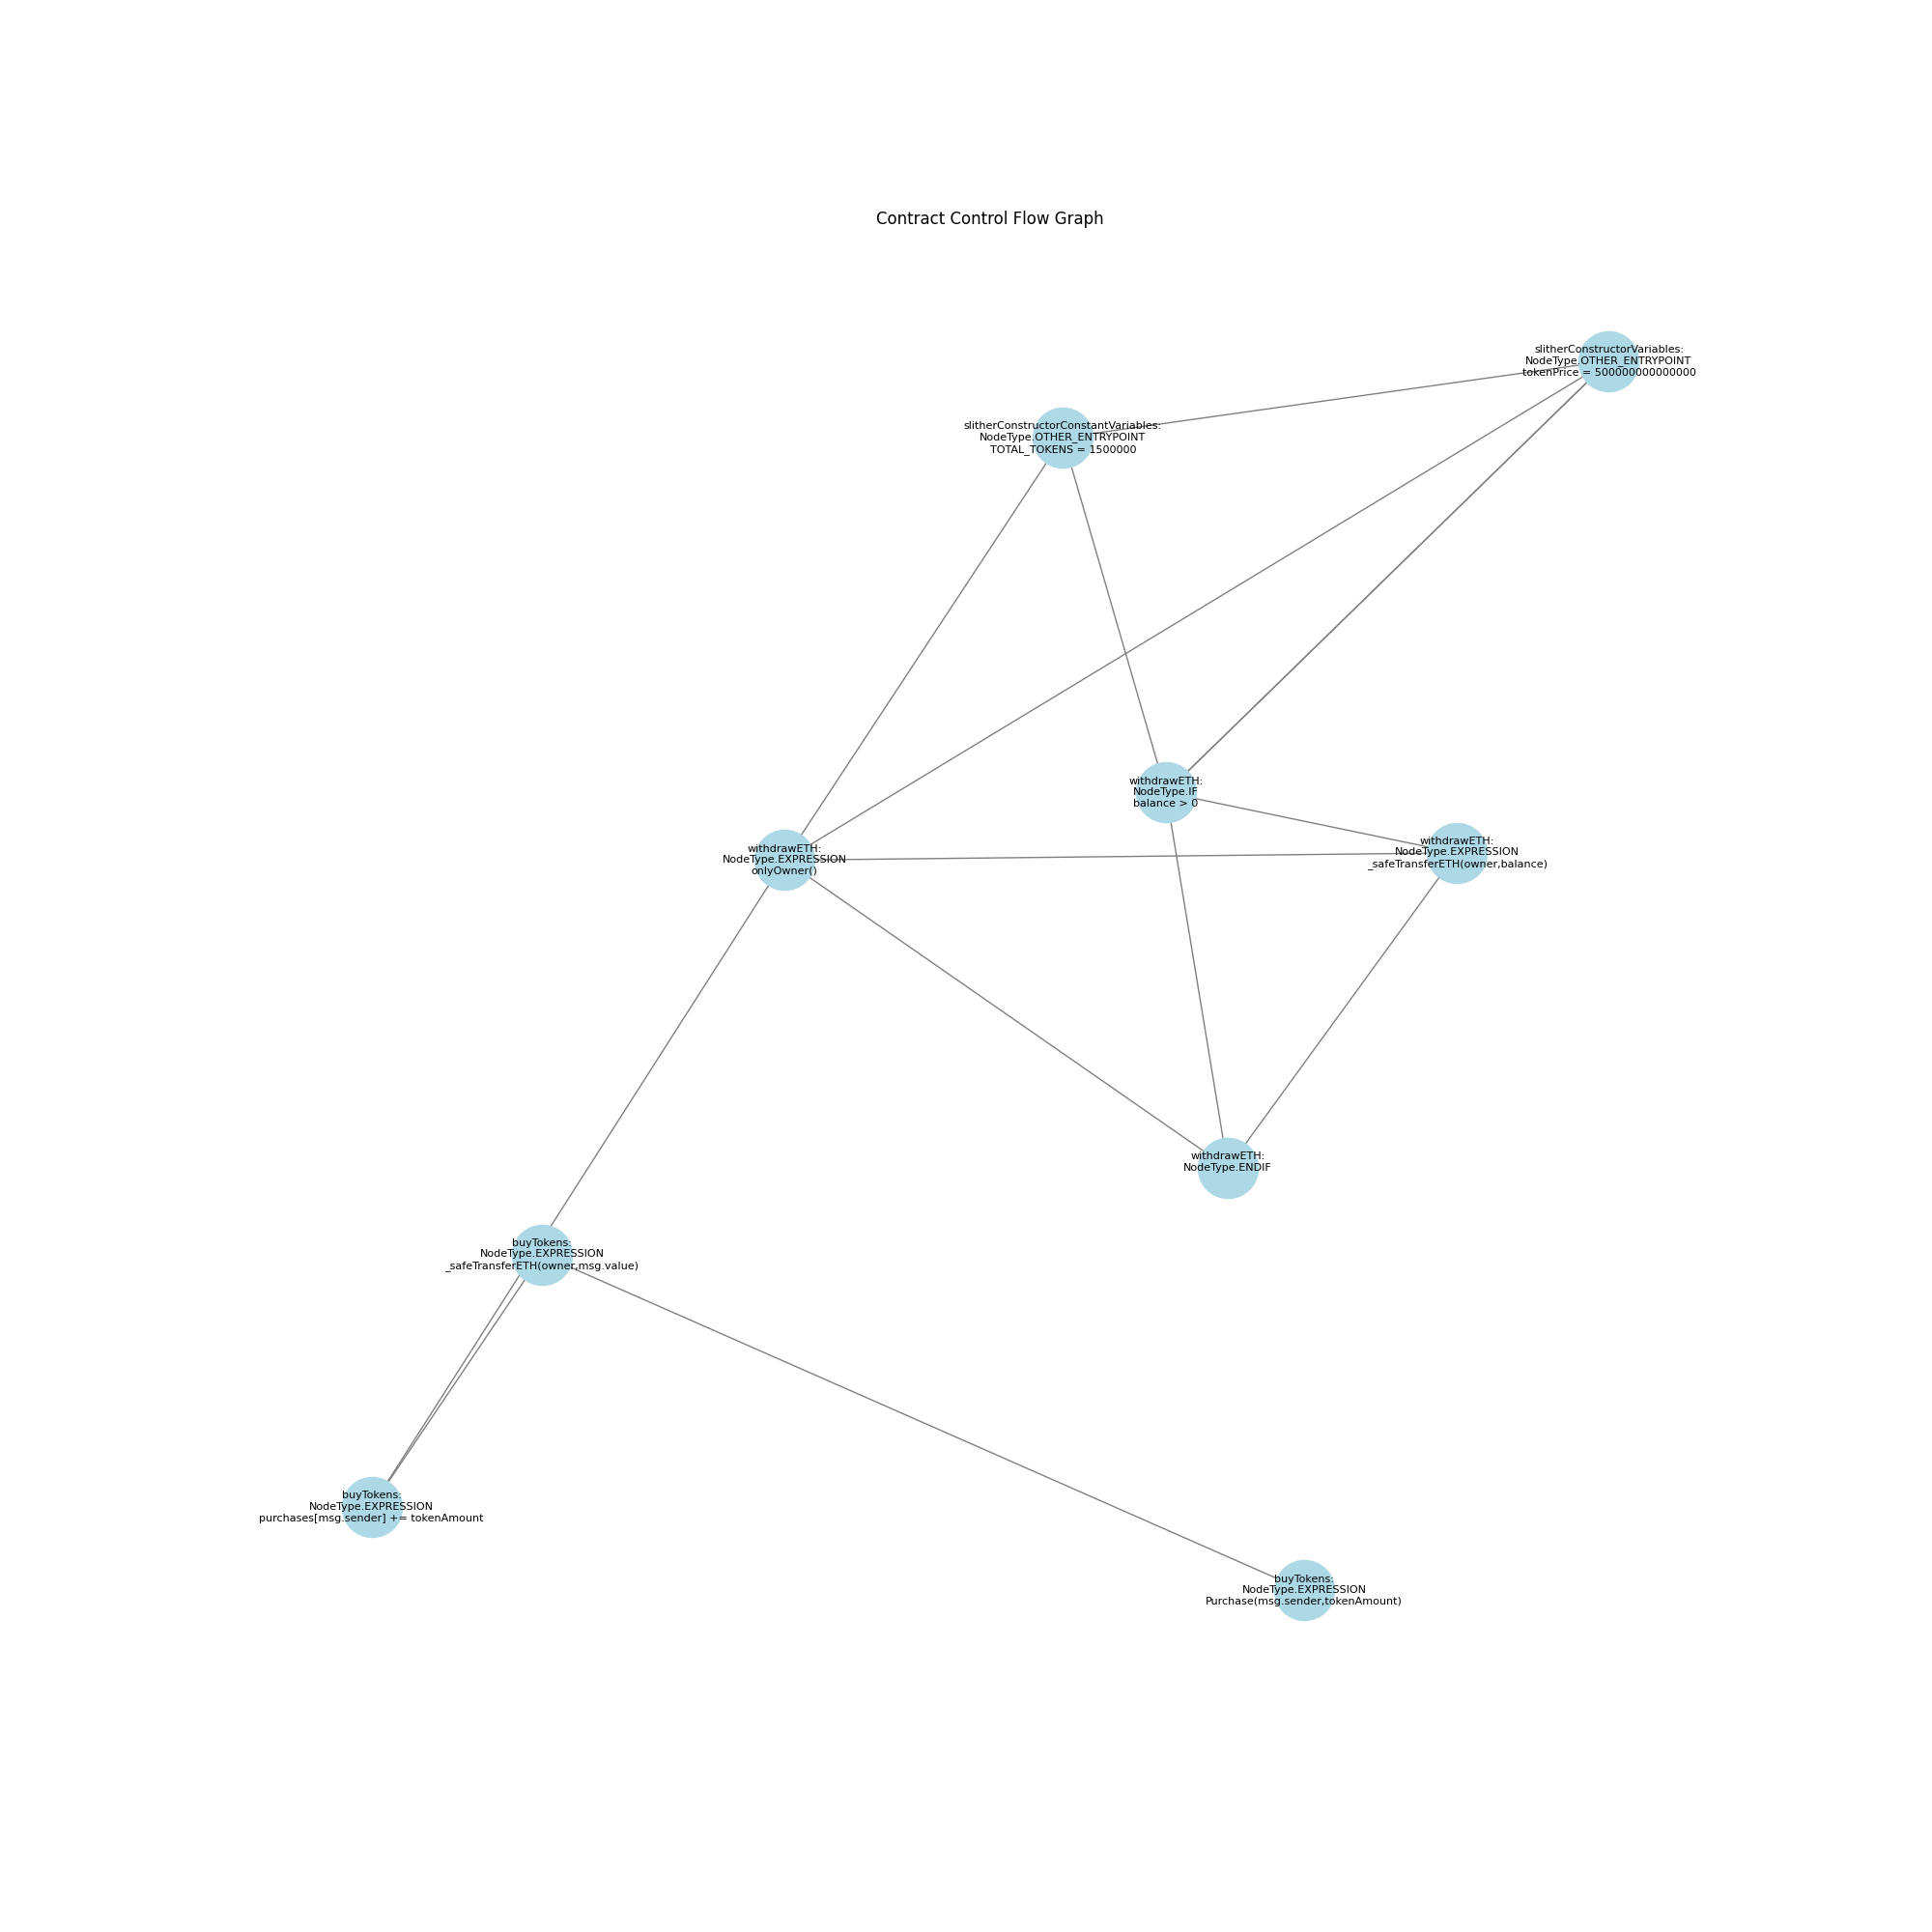 Contract Control Flow Graph
slitherConstructorVariables:
NodeType.OTHER_ENTRYPOINT
tokenPrice = 500000000000000
slitherConstructorConstantVariables:
NodeType.OTHER_ENTRYPOINT
TOTAL_TOKENS = 1500000
withdrawETH:
NodeType.IF
balance > 0
withdrawETH:
NodeType.EXPRESSION
_safeTransferETH(owner,balance)
withdrawETH:
NodeType.EXPRESSION
onlyOwner()
withdrawETH:
NodeType.ENDIF
buyTokens:
NodeType.EXPRESSION
_safeTransferETH(owner,msg.value)
buyTokens:
NodeType.EXPRESSION
purchases[msg.sender] += tokenAmount
buyTokens:
NodeType.EXPRESSION
Purchase(msg.sender,tokenAmount)